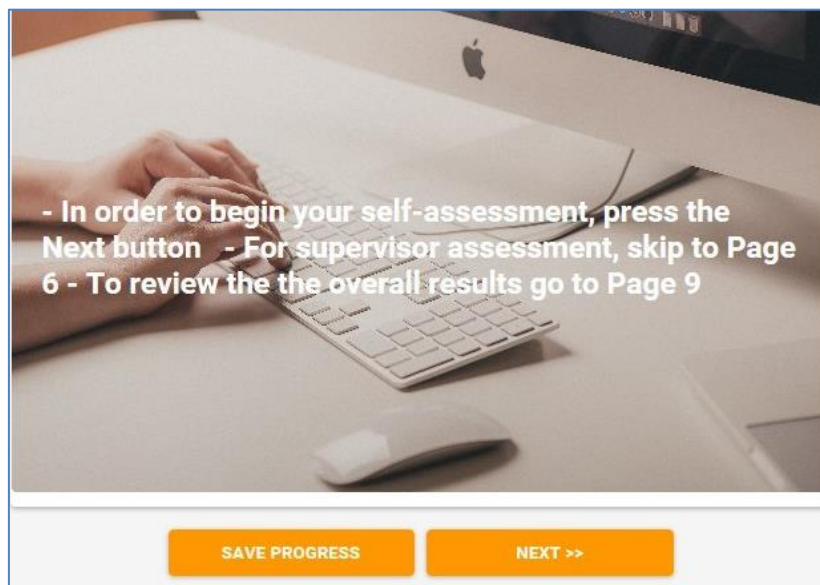 - In order to begin your self-assessment, press the
Next button - For supervisor assessment, skip to Page
6 - To review the the overall results go to Page 9
SAVE PROGRESS
NEXT >>